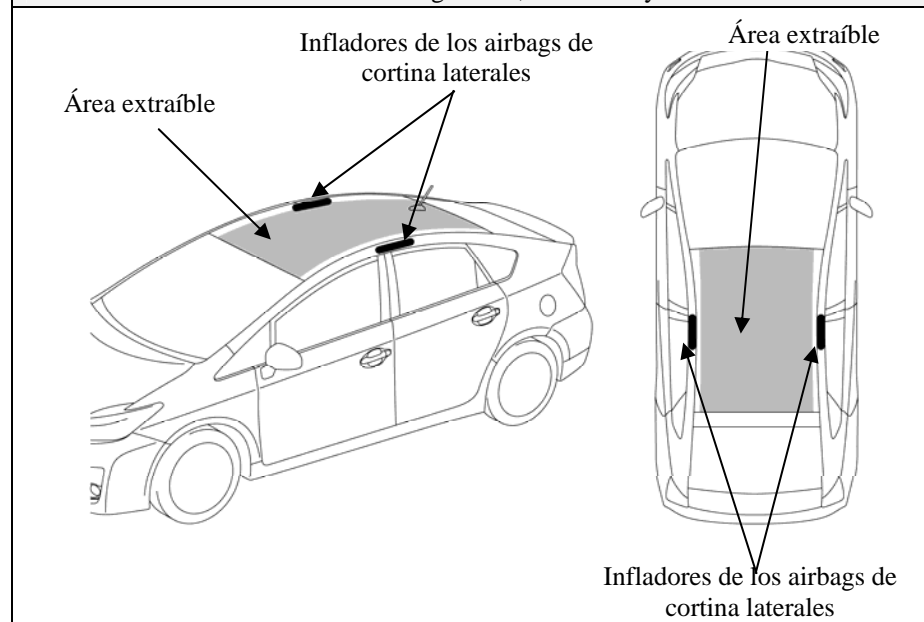 Infladores de los airbags de
cortina laterales
Área extraíble
Área extraíble
Infladores de los airbags de
cortina laterales